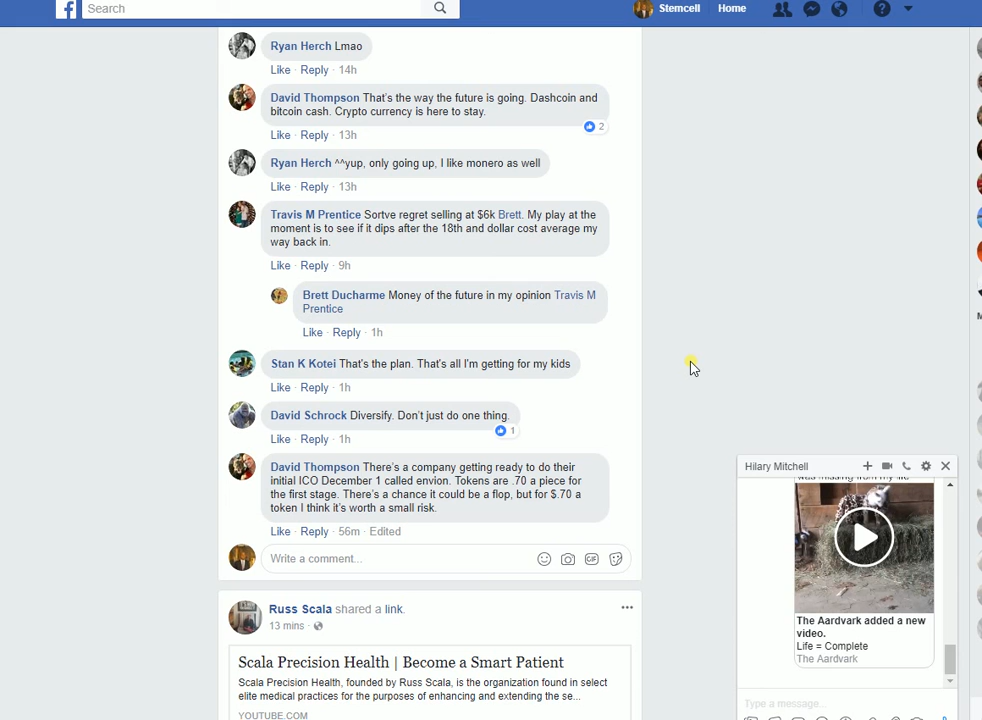 Search
Stemcell Home
Ryan Herch Lmao
Like · Reply · 14h
David Thompson That's the way the future is going. Dashcoin and
bitcoin cash. Crypto currency is here to stay.
2
Like · Reply · 13h
Ryan Herch ^^yup, only going up, I like monero as well
Like · Reply · 13h
Travis M Prentice Sortve regret selling at $6k Brett. My play at the
moment is to see if it dips after the 18th and dollar cost average my
way back in.
Like · Reply · 9h
Brett Ducharme Money of the future in my opinion Travis M
Prentice
Like · Reply · 1h
Stan K Kotei That's the plan. That's all I'm getting for my kids
Like · Reply · 1h
David Schrock Diversify. Don't just do one thing.
1
Like · Reply · 1h
David Thompson There's a company getting ready to do their
initial ICO December 1 called envion. Tokens are .70 a piece for
the first stage. There's a chance it could be a flop, but for $.70 a
token I think it's worth a small risk.
Like · Reply · 56m · Edited
Write a comment...
GIF
Russ Scala shared a link.
13 mins ·
Scala Precision Health | Become a Smart Patient
Scala Precision Health, founded by Russ Scala, is the organization found in select
elite medical practices for the purposes of enhancing and extending the se...
YOUTUBE.COM
Hilary Mitchell
was missing from my life
The Aardvark added a new
video.
Life = Complete
The Aardvark
Type a message...